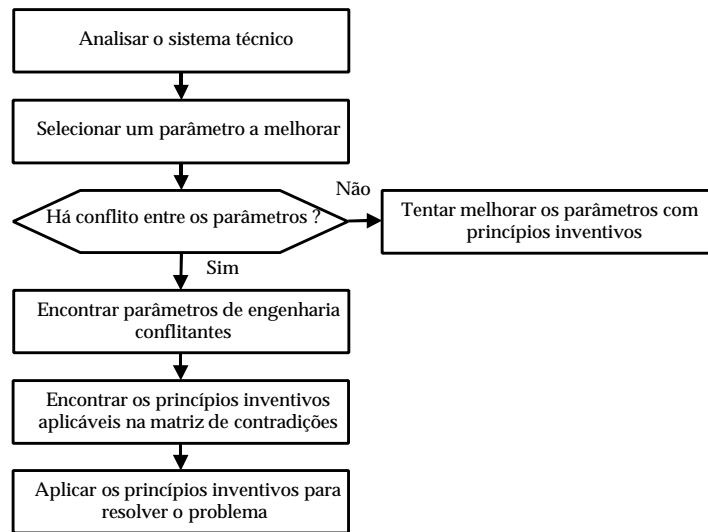 Analisar o sistema técnico
Selecionar um parâmetro a melhorar
Há conflito entre os parâmetros ?
Não
Tentar melhorar os parâmetros com
princípios inventivos
Sim
Encontrar parâmetros de engenharia
conflitantes
Encontrar os princípios inventivos
aplicáveis na matriz de contradições
Aplicar os princípios inventivos para
resolver o problema